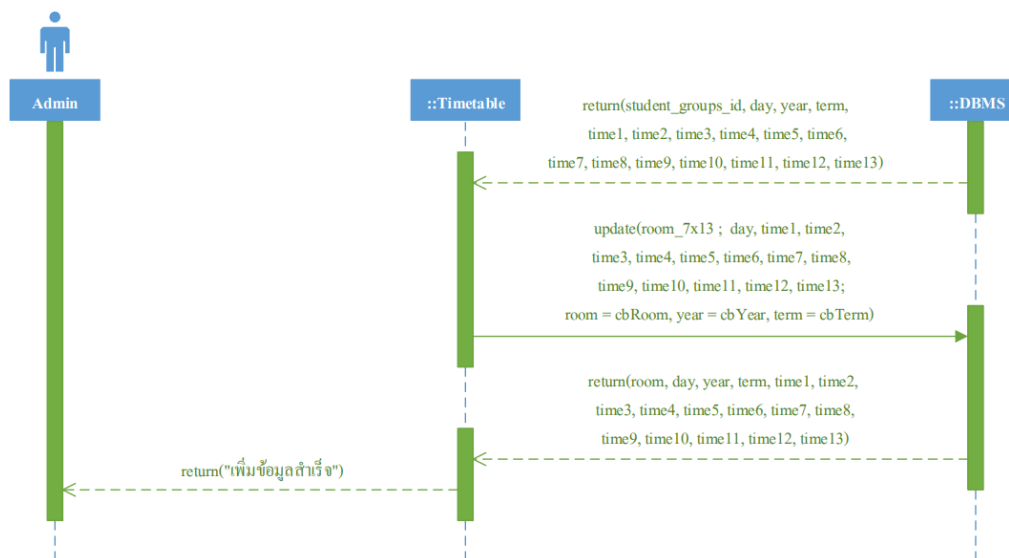 Admin
::Timetable
::DBMS
return(student_groups_id, day, year, term,
time1, time2, time3, time4, time5, time6,
time7, time8, time9, time10, time11, time12, time13)
update(room_7x13 ; day, time1, time2,
time3, time4, time5, time6, time7, time8,
time9, time10, time11, time12, time13;
room = cbRoom, year = cbYear, term = cbTerm)
return(room, day, year, term, time1, time2,
time3, time4, time5, time6, time7, time8,
time9, time10, time11, time12, time13)
return("เพิ่มข้อมูลสำเร็จ")